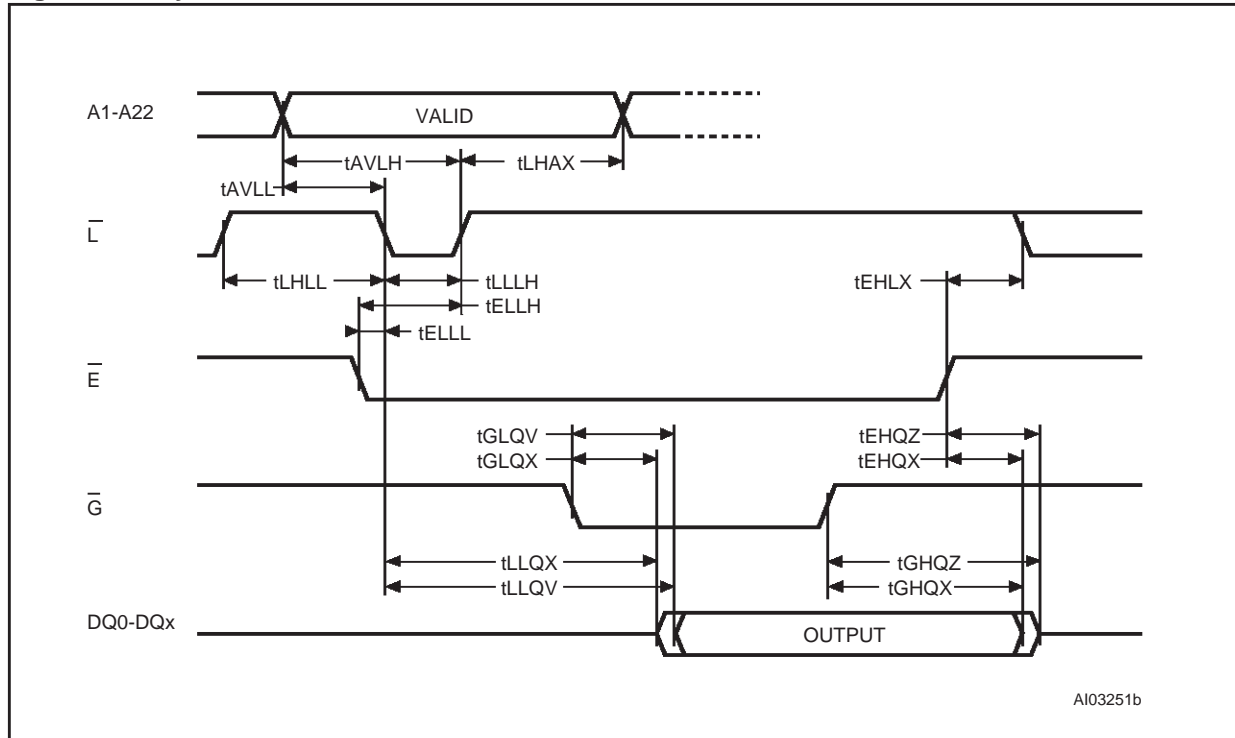 A1-A22
VALID
tAVLH
tLHAX
tAVLL
L
tLHLL
tLLLH
tEHLX
tELLH
tELLL
E
tGLQV
tEHQZ
tGLQX
tEHQX
G
tLLQX
tGHQZ
tLLQV
tGHQX
DQ0-DQx
OUTPUT
AI03251b